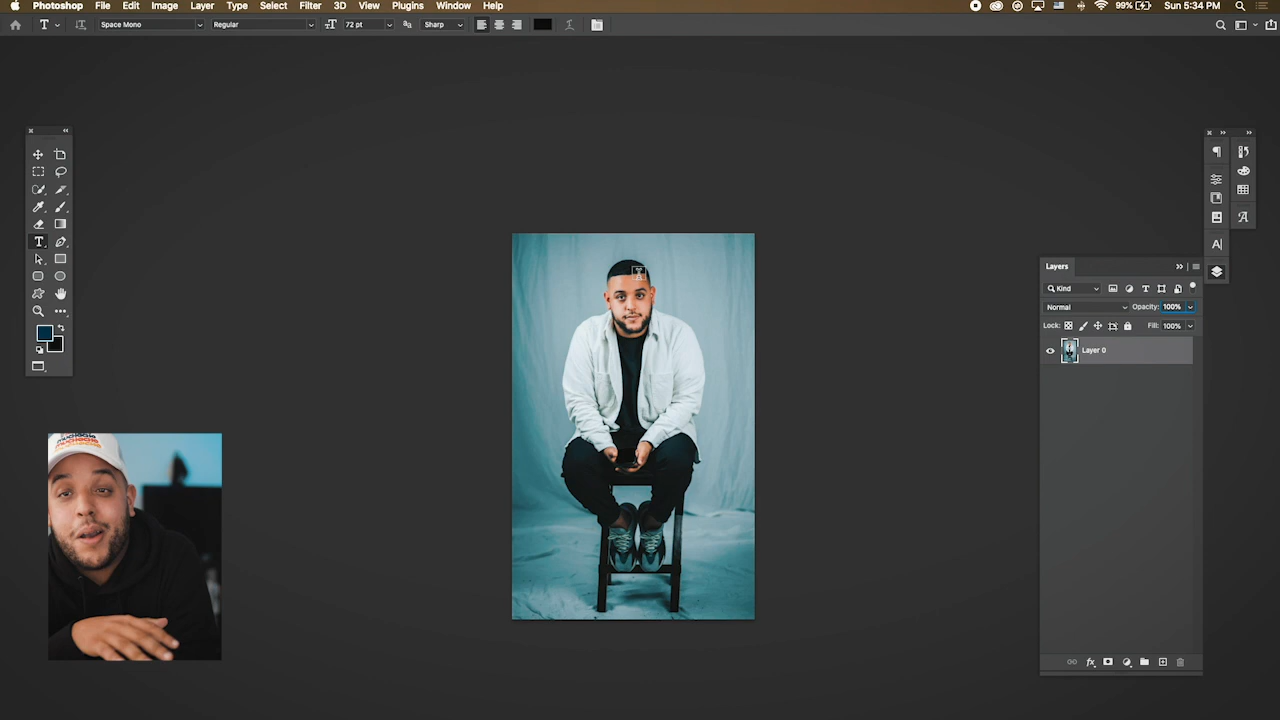 Photoshop File Edit Image Layer Type Select Filter 3D View Plugins Window Help 99% Sun 5:34 PM
T Space Mono Regular 72 pt Sharp
Layers
Kind
Normal Opacity: 100%
Lock: Fill: 100%
Layer 0
fx